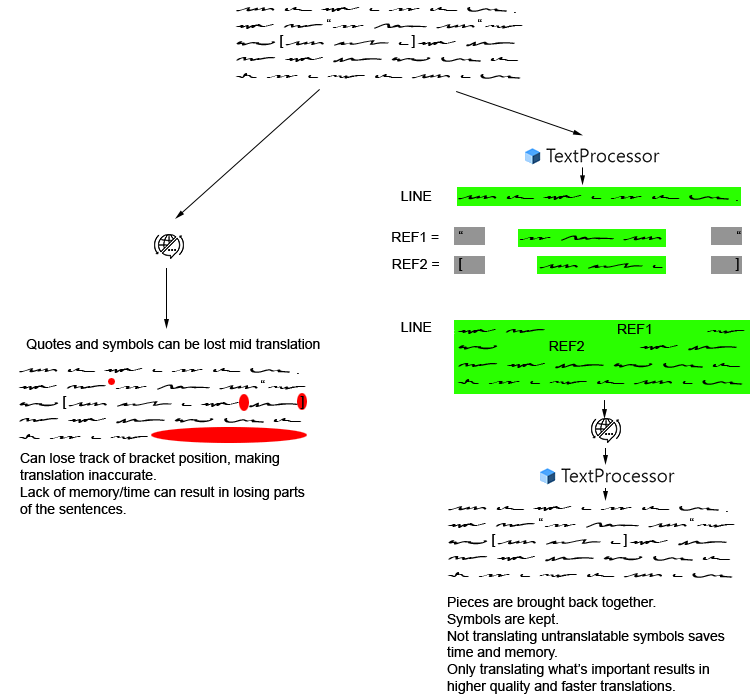 TextProcessor
LINE
REF1 = “ “
REF2 = [ ]
LINE
REF1
REF2
TextProcessor
Quotes and symbols can be lost mid translation
Can lose track of bracket position, making
translation inaccurate.
Lack of memory/time can result in losing parts
of the sentences.
Pieces are brought back together.
Symbols are kept.
Not translating untranslatable symbols saves
time and memory.
Only translating what’s important results in
higher quality and faster translations.